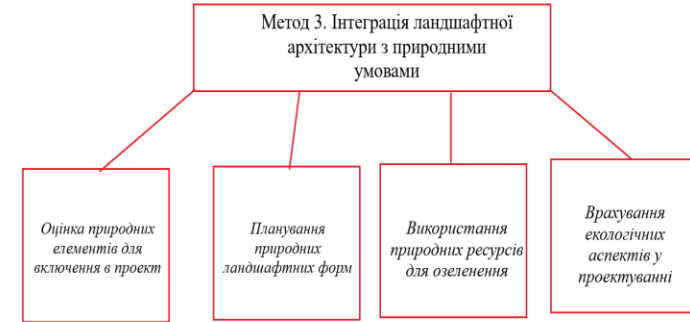 Метод 3. Інтеграція ландшафтної
архітектури з природними
умовами
Оцінка природних
елементів для
включення в проект
Планування
природних
ландшафтних форм
Використання
природних ресурсів
для озеленення
Врахування
екологічних
аспектів у
проектуванні